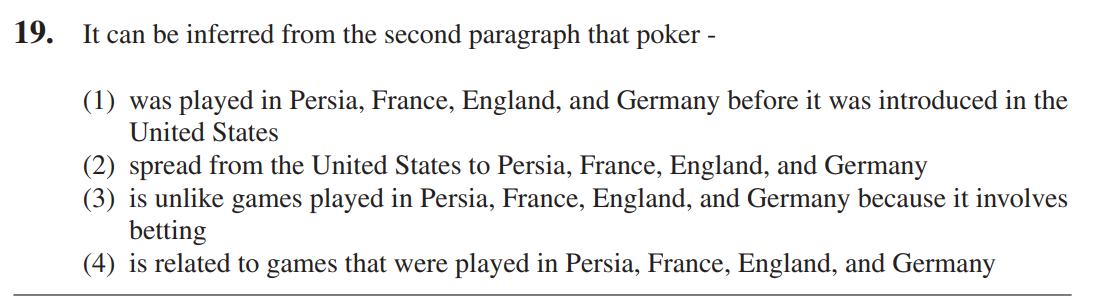 19. It can be inferred from the second paragraph that poker -
(1) was played in Persia, France, England, and Germany before it was introduced in the
United States
(2) spread from the United States to Persia, France, England, and Germany
(3) is unlike games played in Persia, France, England, and Germany because it involves
betting
(4) is related to games that were played in Persia, France, England, and Germany